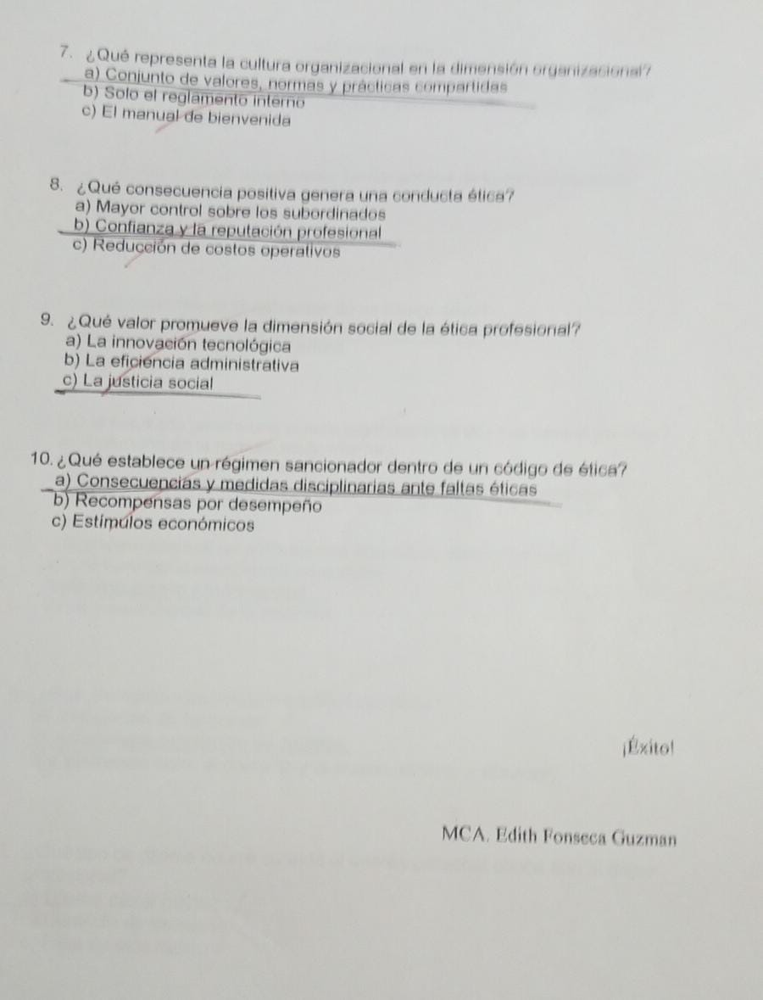 7. ¿Qué representa la cultura organizacional en la dimensión organizacional?
a) Conjunto de valores, normas y prácticas compartidas
b) Solo el reglamento interno
c) El manual de bienvenida
8. ¿Qué consecuencia positiva genera una conducta ética?
a) Mayor control sobre los subordinados
b) Confianza y la reputación profesional
c) Reducción de costos operativos
9. ¿Qué valor promueve la dimensión social de la ética profesional?
a) La innovación tecnológica
b) La eficiencia administrativa
c) La justicia social
10. ¿Qué establece un régimen sancionador dentro de un código de ética?
a) Consecuencias y medidas disciplinarias ante faltas éticas
b) Recompensas por desempeño
c) Estímulos económicos
¡Éxito!
MCA. Edith Fonseca Guzman